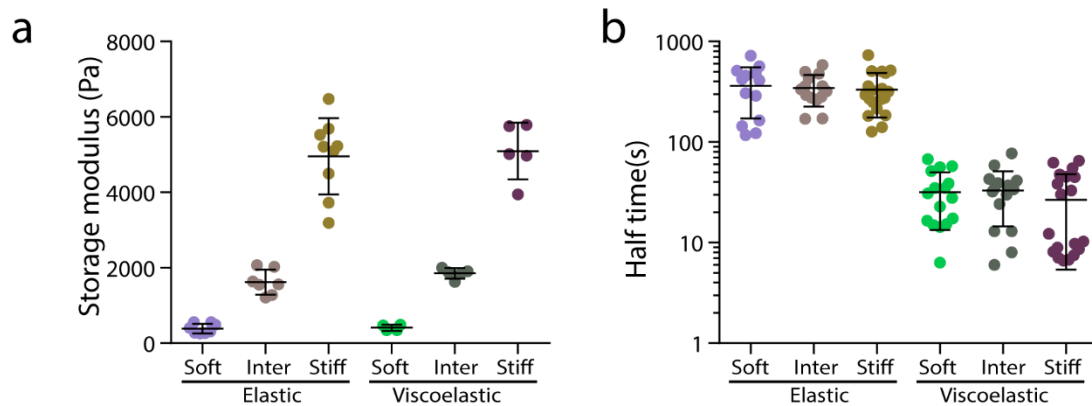 a
Storage modulus (Pa)
8000
6000
4000
2000
0
Soft Inter Stiff Soft Inter Stiff
Elastic Viscoelastic
b
Half time(s)
1000
100
10
1
Soft Inter Stiff Soft Inter Stiff
Elastic Viscoelastic